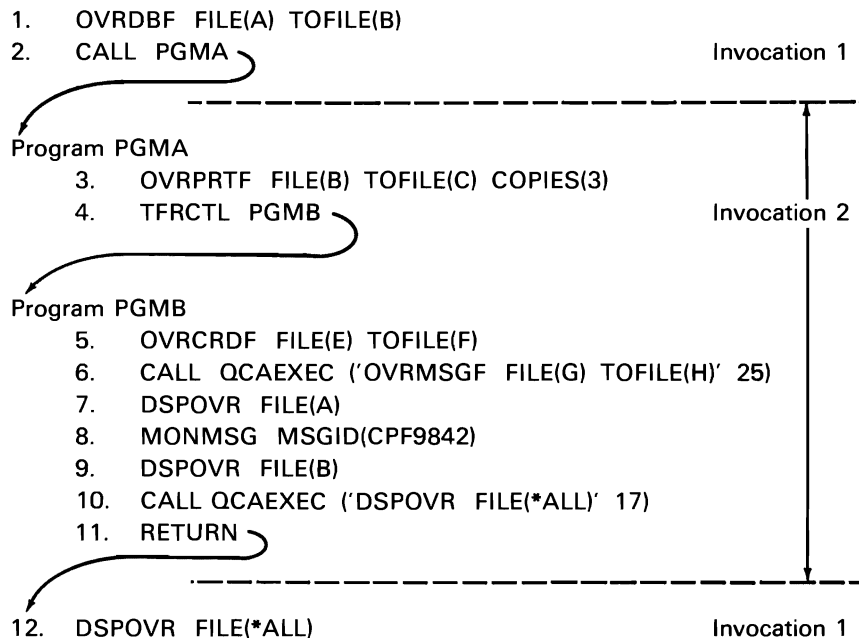 1. OVRDBF FILE(A) TOFILE(B)
2. CALL PGMA Invocation 1
Program PGMA
3. OVRPRTF FILE(B) TOFILE(C) COPIES(3)
4. TFRCTL PGMB Invocation 2
Program PGMB
5. OVRCRDF FILE(E) TOFILE(F)
6. CALL QCAEXEC ('OVRMSGF FILE(G) TOFILE(H)' 25)
7. DSPOVR FILE(A)
8. MONMSG MSGID(CPF9842)
9. DSPOVR FILE(B)
10. CALL QCAEXEC ('DSPOVR FILE(*ALL)' 17)
11. RETURN
12. DSPOVR FILE(*ALL) Invocation 1